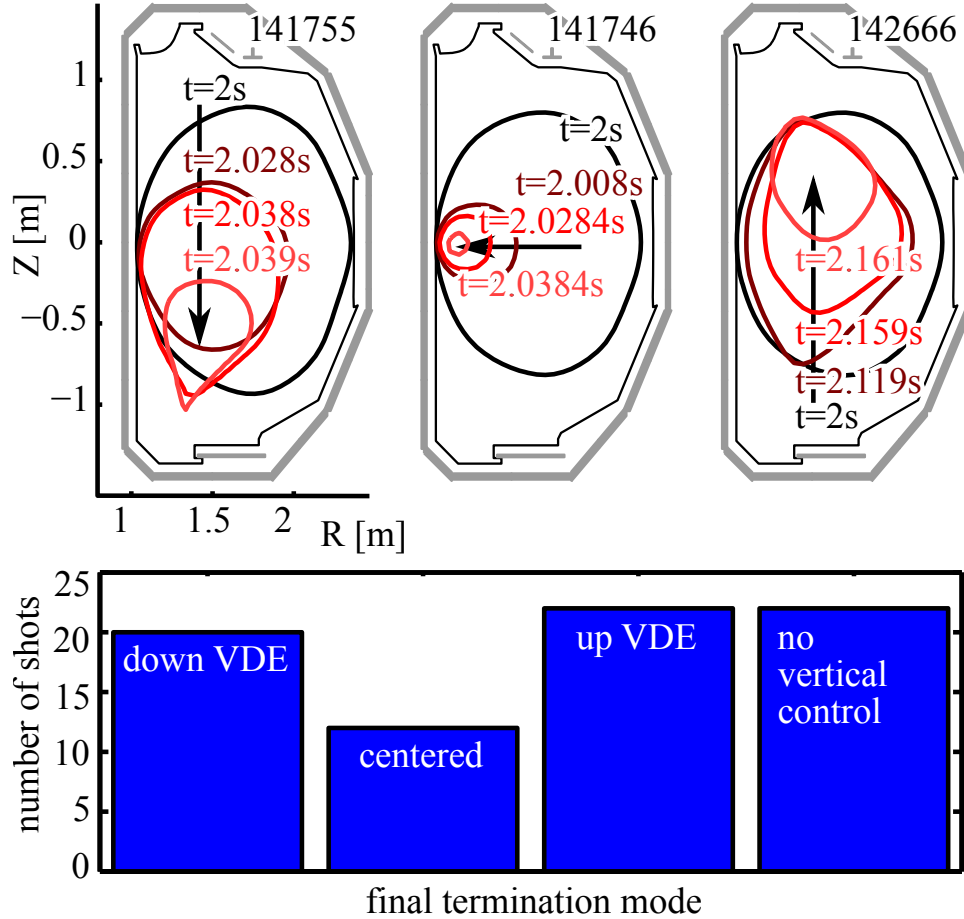 141755
141746
142666
1
0.5
0
−0.5
−1
Z [m]
t=2s
t=2.028s
t=2.038s
t=2.039s
t=2s
t=2.008s
t=2.0284s
t=2.0384s
t=2.161s
t=2.159s
t=2.119s
t=2s
1
1.5
2
R [m]
25
20
15
10
5
0
number of shots
down VDE
centered
up VDE
no
vertical
control
final termination mode